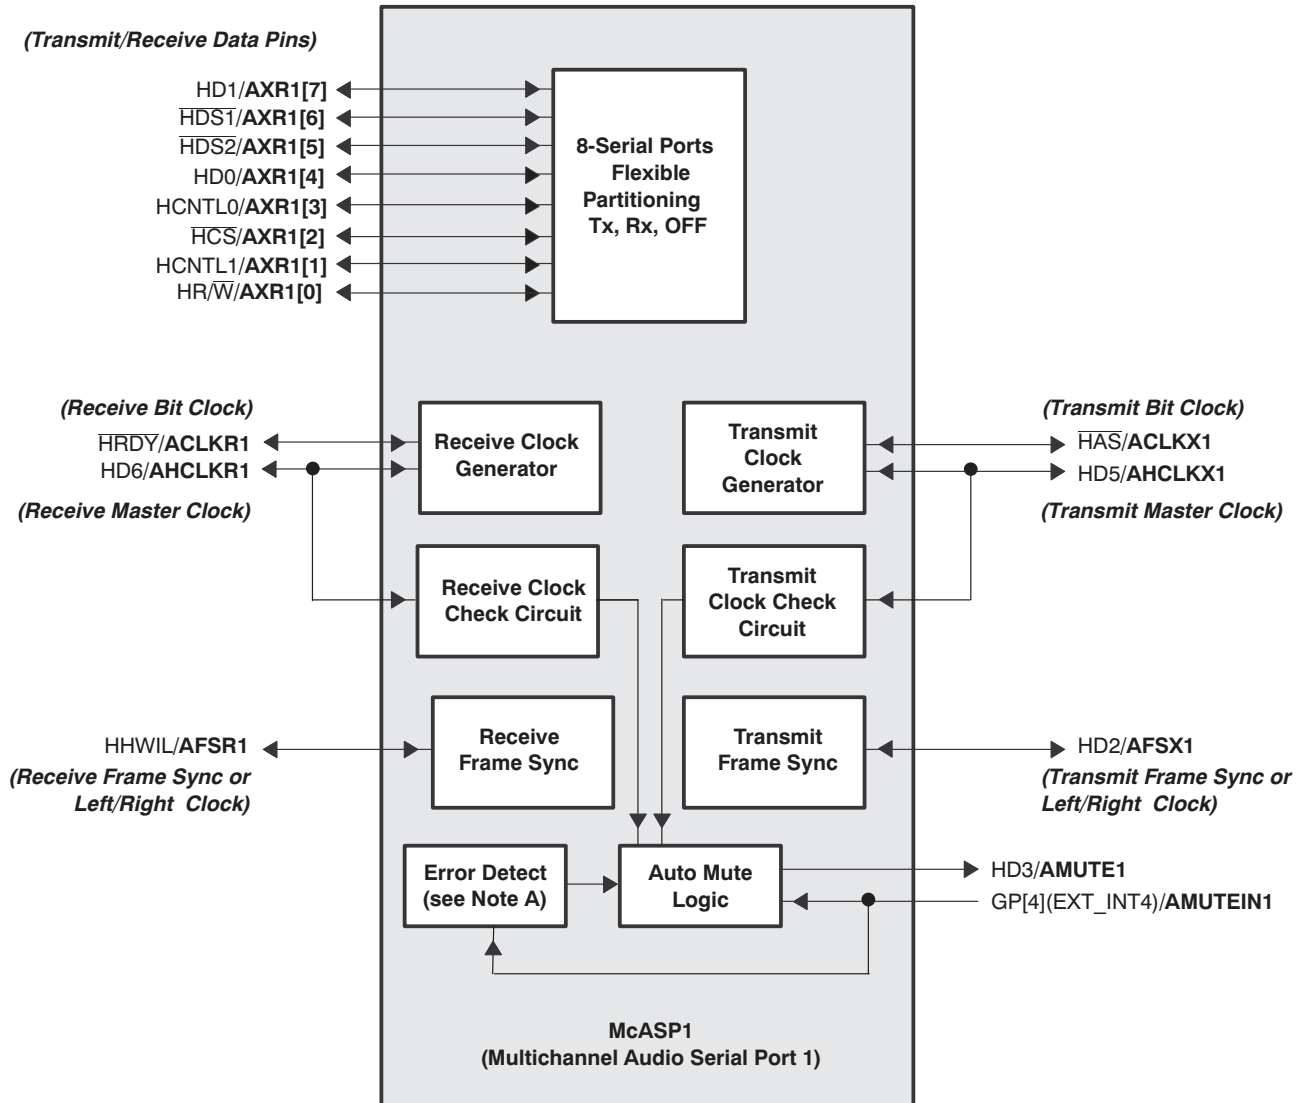 (Transmit/Receive Data Pins)
HD1/AXR1[7]
HDS1/AXR1[6]
HDS2/AXR1[5]
HD0/AXR1[4]
HCNTL0/AXR1[3]
HCS/AXR1[2]
HCNTL1/AXR1[1]
HR/W/AXR1[0]
8-Serial Ports
Flexible
Partitioning
Tx, Rx, OFF
(Receive Bit Clock)
HRDY/ACLKR1
HD6/AHCLKR1
(Receive Master Clock)
Receive Clock
Generator
Transmit
Clock
Generator
(Transmit Bit Clock)
HAS/ACLKX1
HD5/AHCLKX1
(Transmit Master Clock)
Receive Clock
Check Circuit
Transmit
Clock Check
Circuit
HHWIL/AFSR1
(Receive Frame Sync or
Left/Right Clock)
Receive
Frame Sync
Transmit
Frame Sync
HD2/AFSX1
(Transmit Frame Sync or
Left/Right Clock)
Error Detect
(see Note A)
Auto Mute
Logic
HD3/AMUTE1
GP[4](EXT_INT4)/AMUTEIN1
McASP1
(Multichannel Audio Serial Port 1)